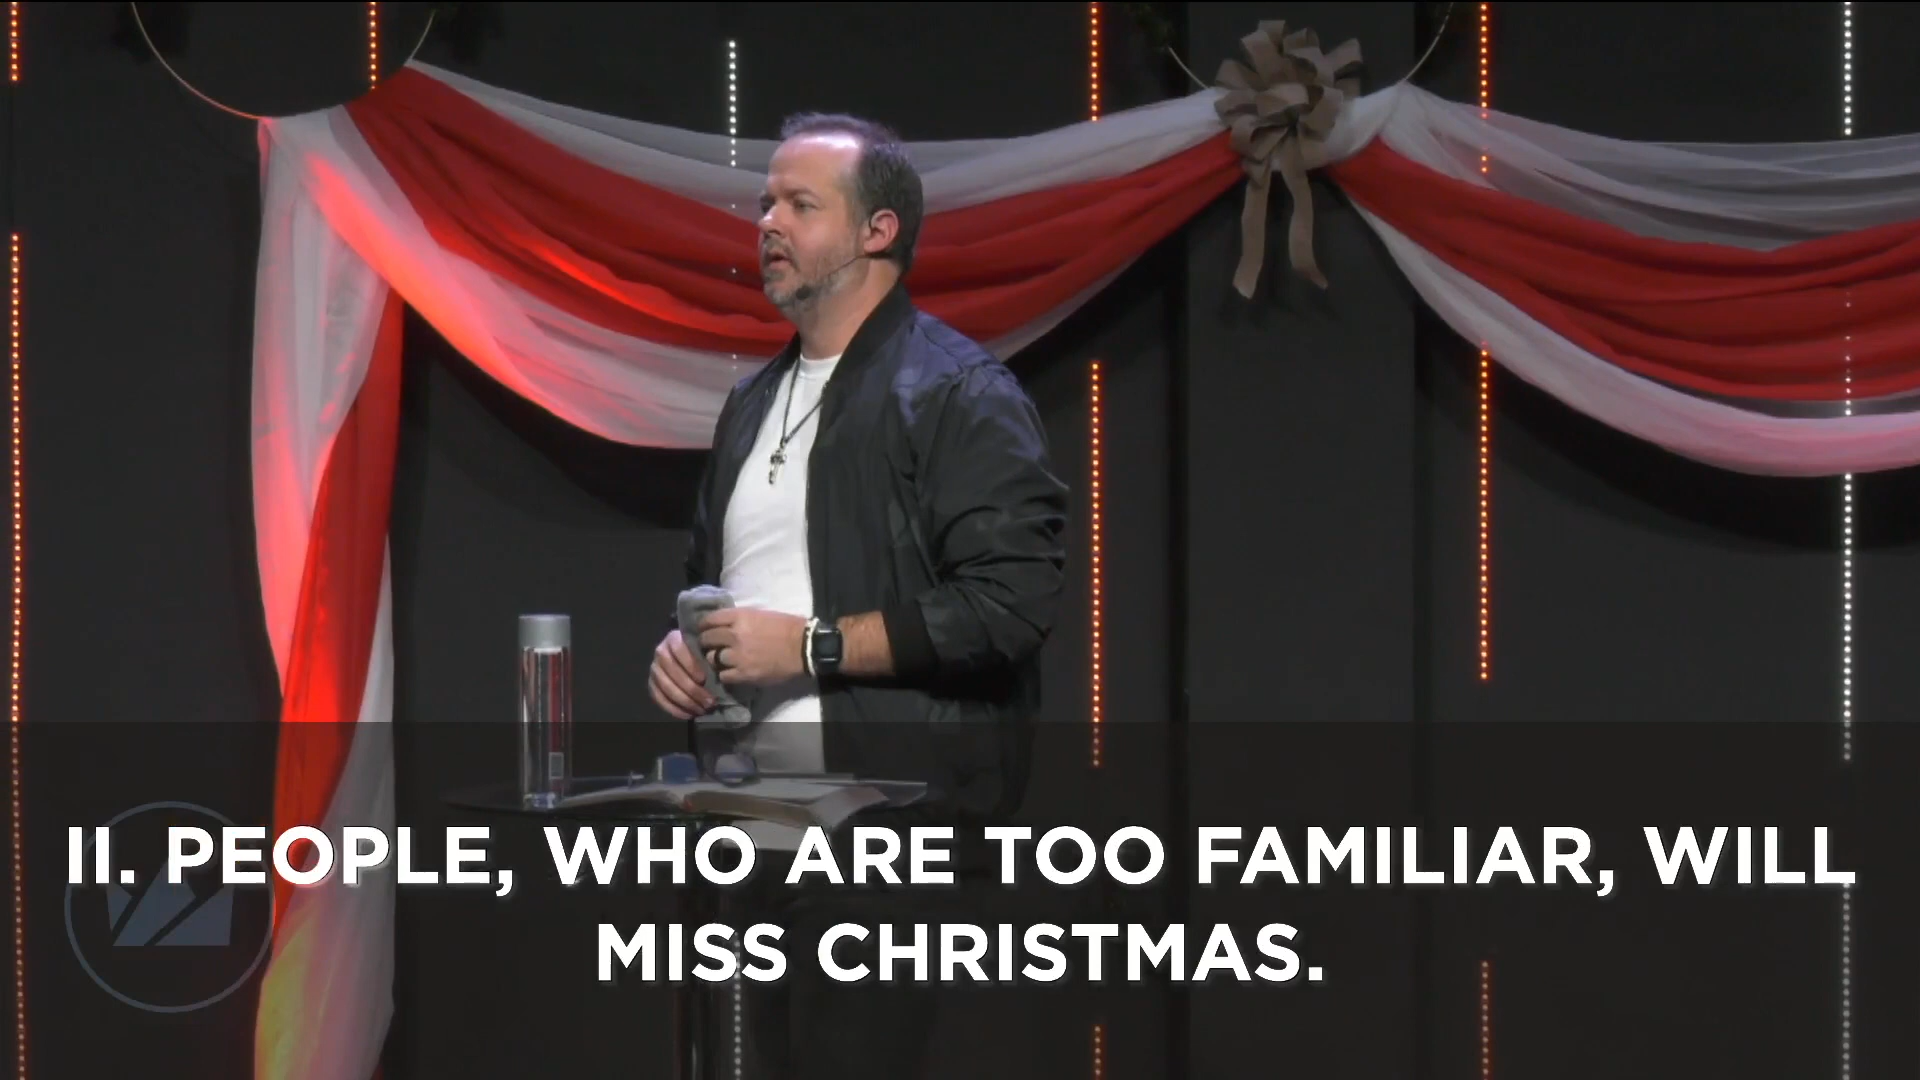 II. PEOPLE, WHO ARE TOO FAMILIAR, WILL
MISS CHRISTMAS.